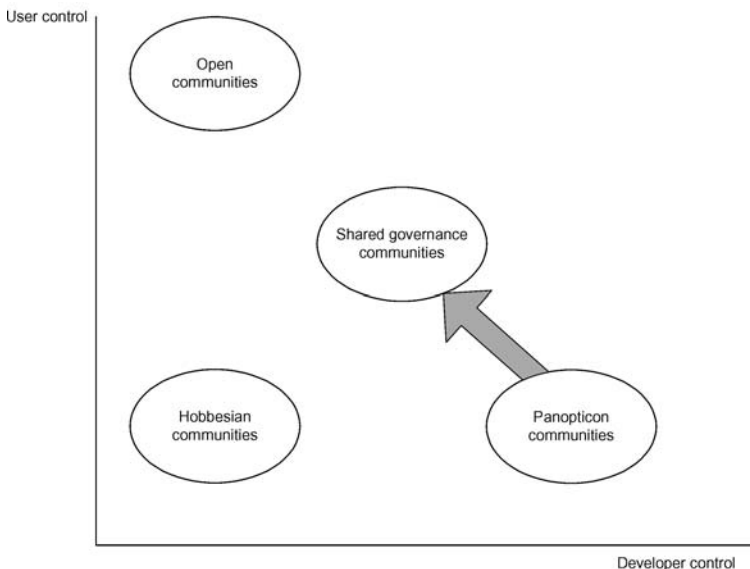 User control
Open
communities
Shared governance
communities
Hobbesian
communities
Panopticon
communities
Developer control